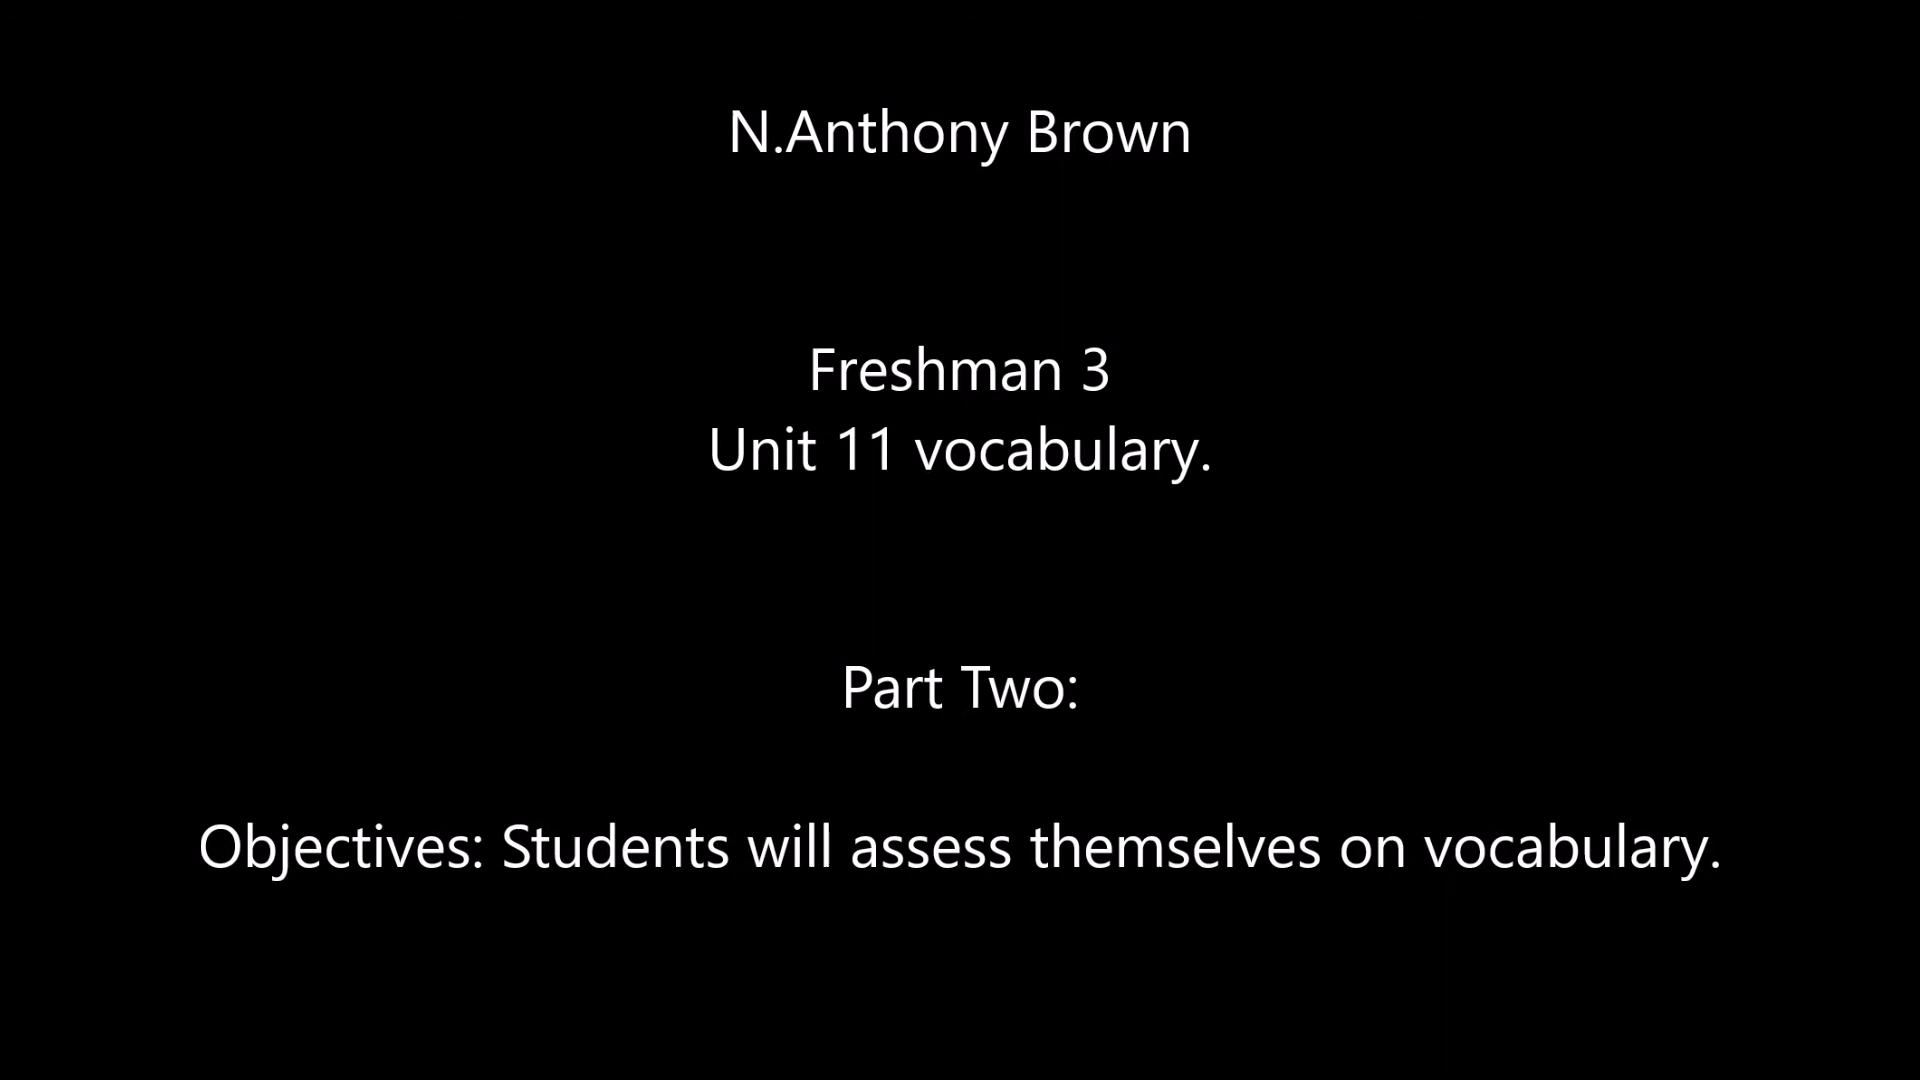 N.Anthony Brown
Freshman 3
Unit 11 vocabulary.
Part Two:
Objectives: Students will assess themselves on vocabulary.